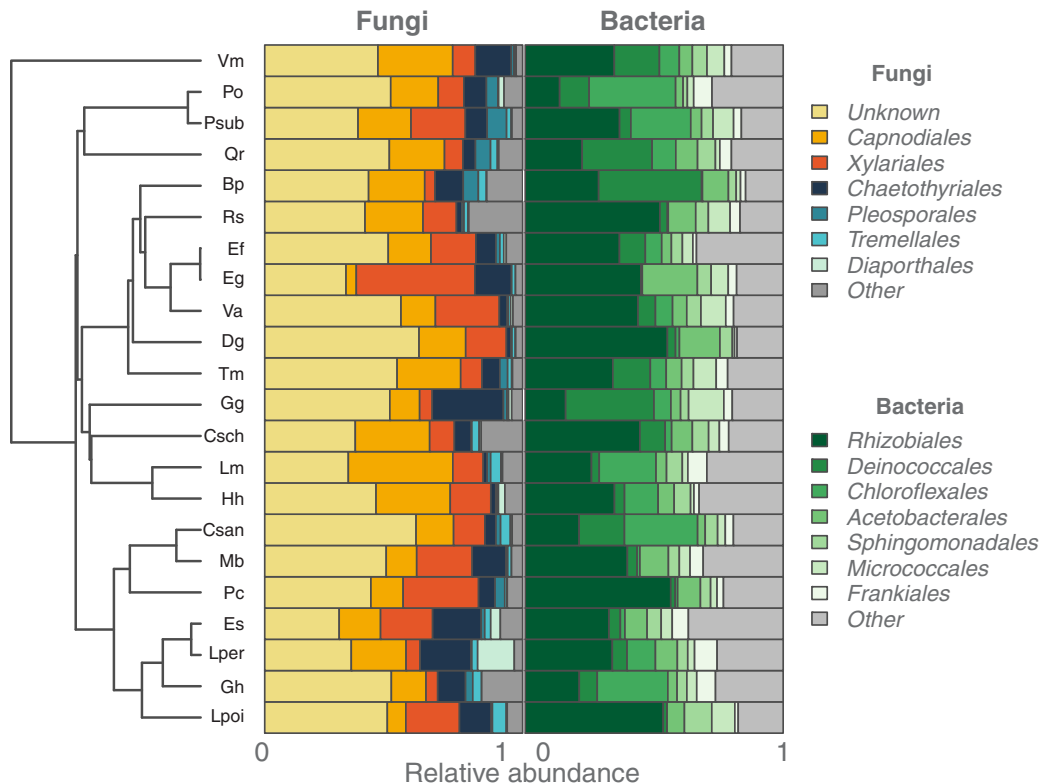 Fungi
Bacteria
Vm
Po
Psub
Qr
Bp
Rs
Ef
Eg
Va
Dg
Tm
Gg
Csch
Lm
Hh
Csan
Mb
Pc
Es
Lper
Gh
Lpoi
0 1 0 1
Relative abundance
Fungi
Unknown
Capnodiales
Xylariales
Chaetothyriales
Pleosporales
Tremellales
Diaporthales
Other
Bacteria
Rhizobiales
Deinococcales
Chloroflexales
Acetobacterales
Sphingomonadales
Micrococcales
Frankiales
Other